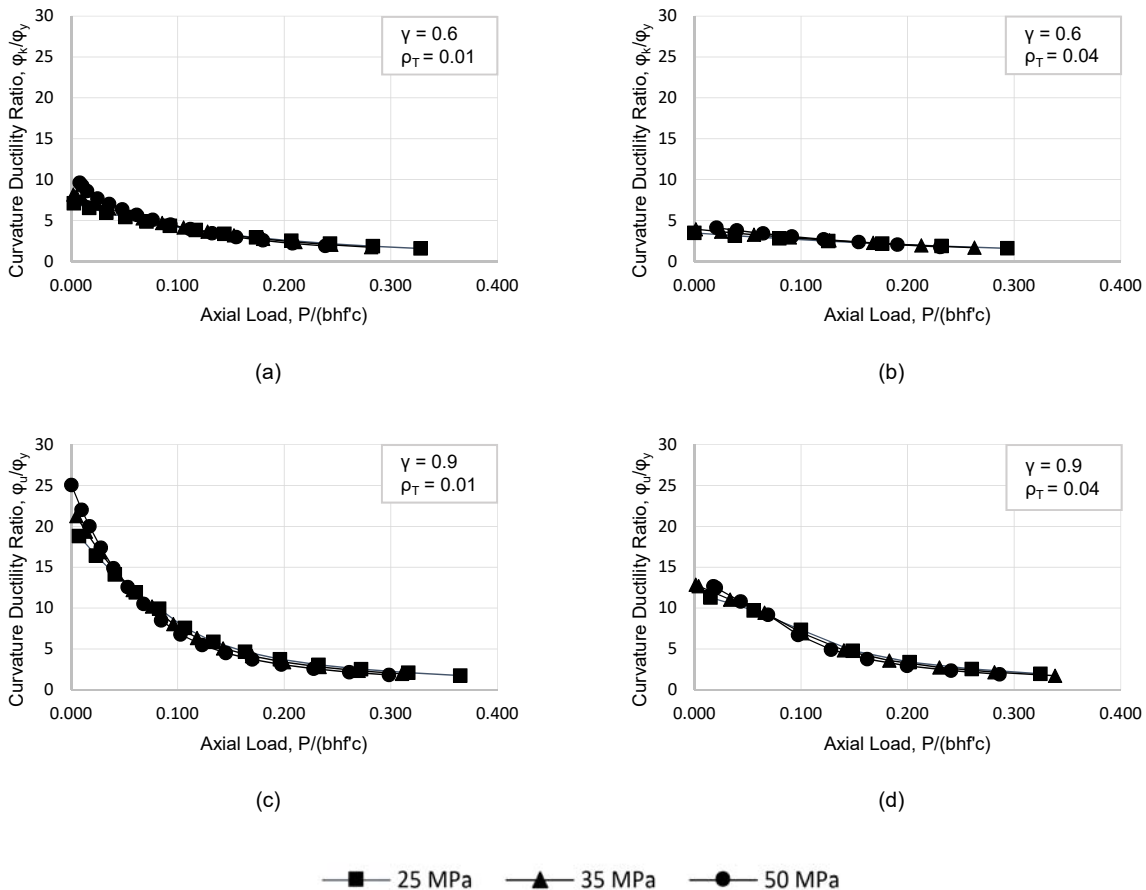 30
25
20
15
10
5
0
0.000 0.100 0.200 0.300 0.400
Curvature Ductility Ratio, φk/φy
Axial Load, P/(bhf'c)
γ = 0.6
ρT = 0.01
(a)
30
25
20
15
10
5
0
0.000 0.100 0.200 0.300 0.400
Curvature Ductility Ratio, φk/φy
Axial Load, P/(bhf'c)
γ = 0.6
ρT = 0.04
(b)
30
25
20
15
10
5
0
0.000 0.100 0.200 0.300 0.400
Curvature Ductility Ratio, φu/φy
Axial Load, P/(bhf'c)
γ = 0.9
ρT = 0.01
(c)
30
25
20
15
10
5
0
0.000 0.100 0.200 0.300 0.400
Curvature Ductility Ratio, φu/φy
Axial Load, P/(bhf'c)
γ = 0.9
ρT = 0.04
(d)
25 MPa 35 MPa 50 MPa